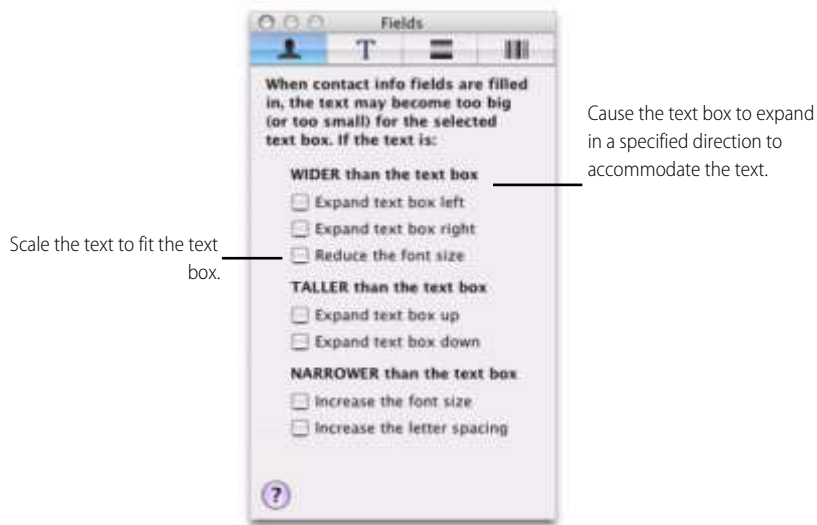 Fields
T
When contact info fields are filled
in, the text may become too big
(or too small) for the selected
text box. If the text is:
WIDER than the text box
Expand text box left
Expand text box right
Reduce the font size
TALLER than the text box
Expand text box up
Expand text box down
NARROWER than the text box
Increase the font size
Increase the letter spacing
?
Cause the text box to expand
in a specified direction to
accommodate the text.
Scale the text to fit the text
box.